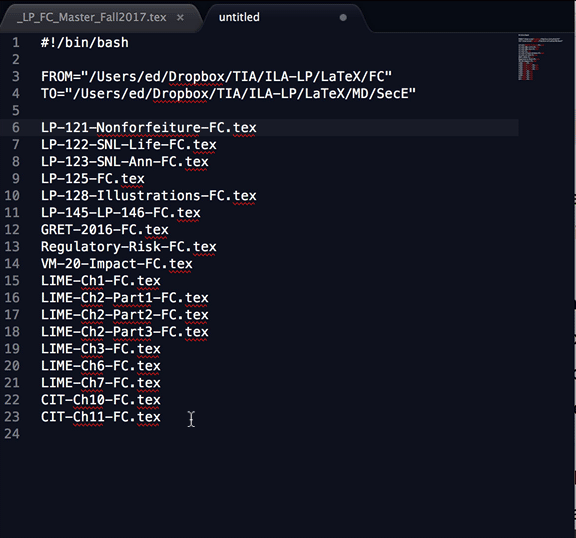 _LP_FC_Master_Fall2017.tex × untitled
1 #!/bin/bash
2
3 FROM="/Users/ed/Dropbox/TIA/ILA-LP/LaTeX/FC"
4 TO="/Users/ed/Dropbox/TIA/ILA-LP/LaTeX/MD/SecE"
5
6 LP-121-Nonforfeiture-FC.tex
7 LP-122-SNL-Life-FC.tex
8 LP-123-SNL-Ann-FC.tex
9 LP-125-FC.tex
10 LP-128-Illustrations-FC.tex
11 LP-145-LP-146-FC.tex
12 GRET-2016-FC.tex
13 Regulatory-Risk-FC.tex
14 VM-20-Impact-FC.tex
15 LIME-Ch1-FC.tex
16 LIME-Ch2-Part1-FC.tex
17 LIME-Ch2-Part2-FC.tex
18 LIME-Ch2-Part3-FC.tex
19 LIME-Ch3-FC.tex
20 LIME-Ch6-FC.tex
21 LIME-Ch7-FC.tex
22 CIT-Ch10-FC.tex
23 CIT-Ch11-FC.tex
24